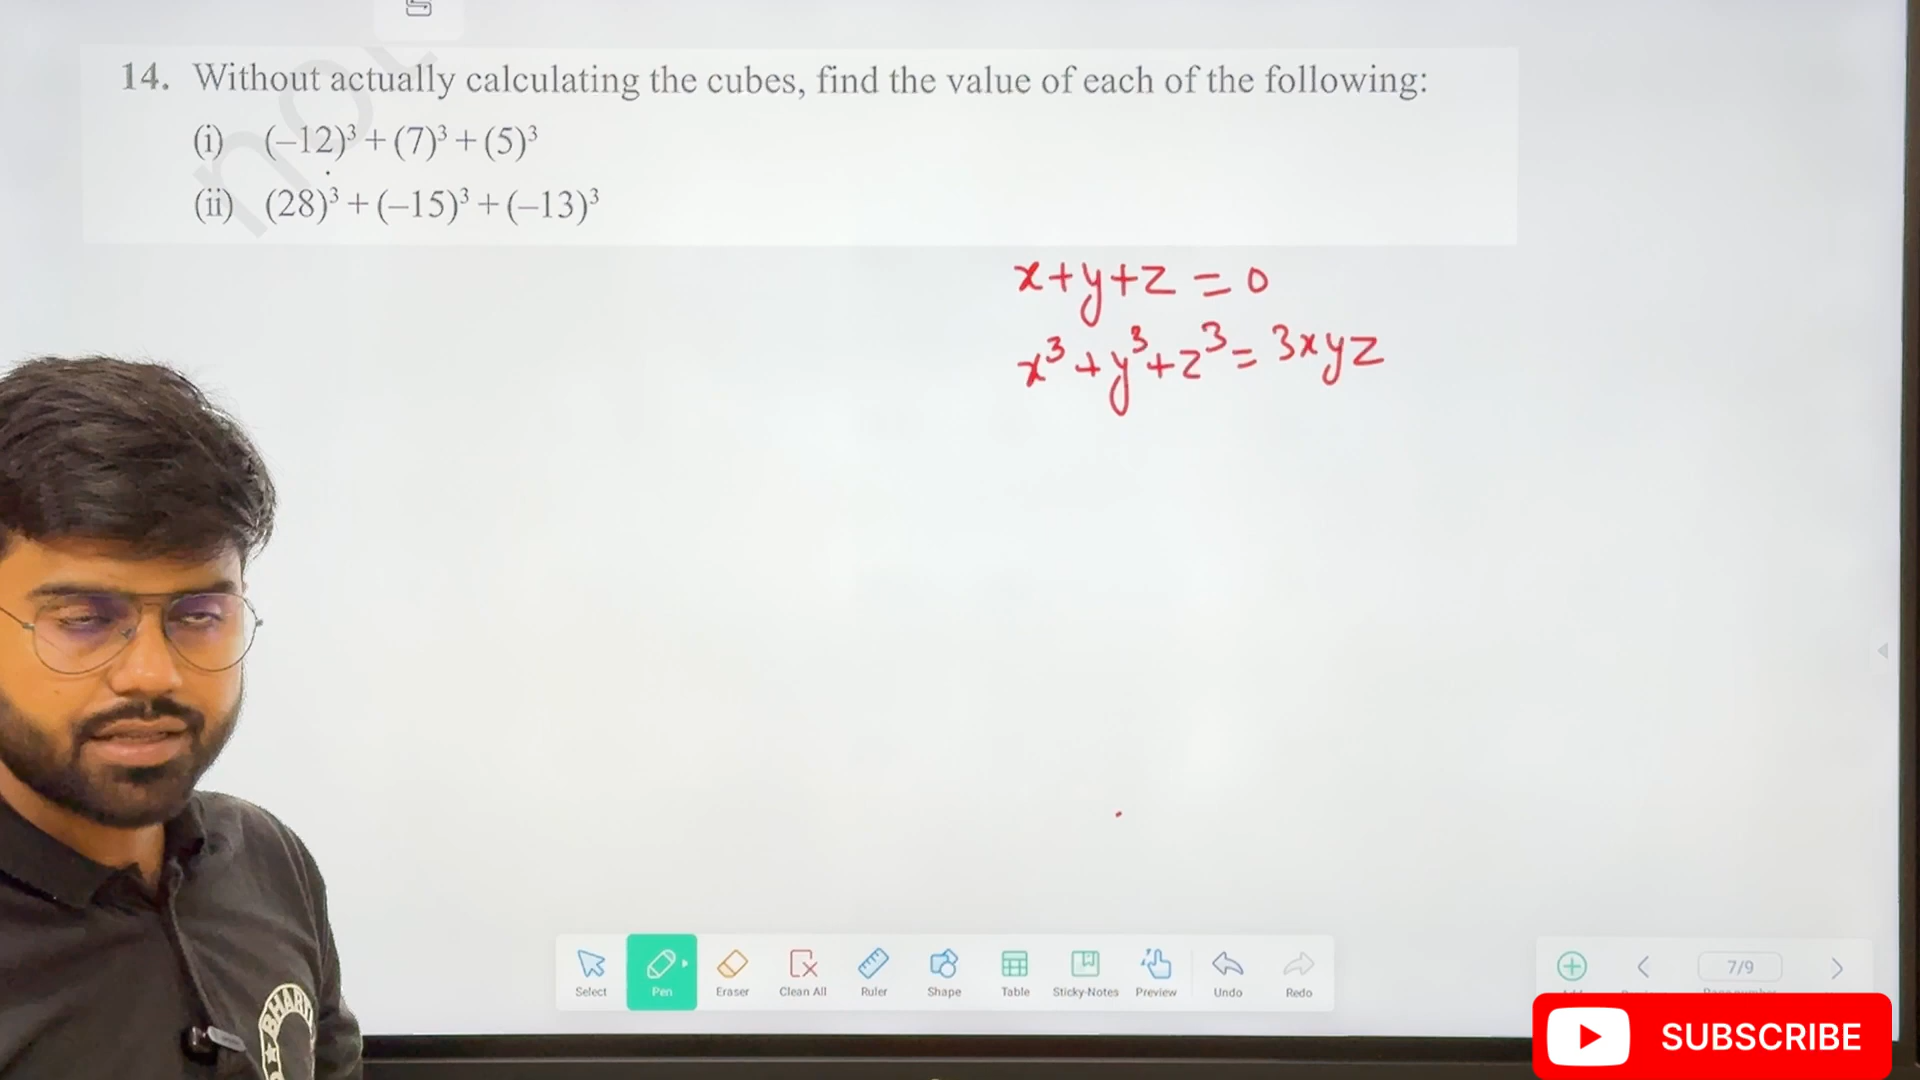 14. Without actually calculating the cubes, find the value of each of the following:
(i) (–12)³ + (7)³ + (5)³
(ii) (28)³ + (–15)³ + (–13)³
x+y+z = 0
x³+y³+z³ = 3xyz
Select Pen Eraser Clean All Ruler Shape Table Sticky-Notes Preview Undo Redo
7/9
SUBSCRIBE